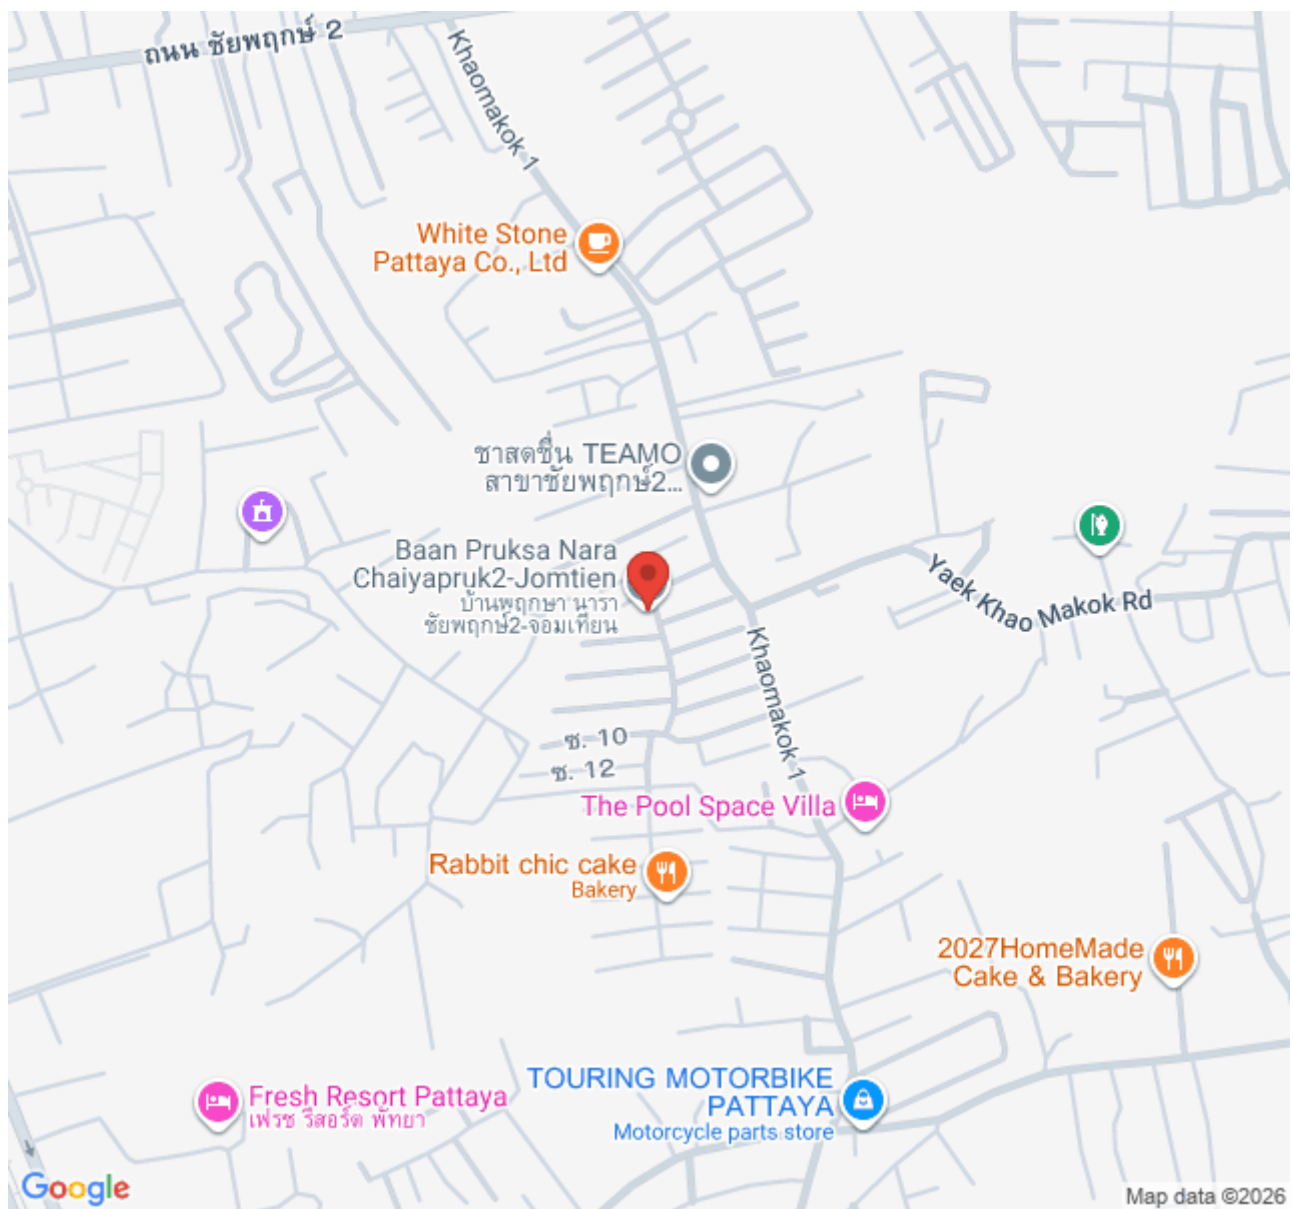 ถนน ชัยพฤกษ์ 2
Khaomakok 1
White Stone
Pattaya Co., Ltd
ชาสดชื่น TEAMO
สาขาชัยพฤกษ์2...
Baan Pruksa Nara
Chaiyapruk2-Jomtien
บ้านพฤกษา นารา
ชัยพฤกษ์2-จอมเทียน
Yaek Khao Makok Rd
Khaomakok 1
ซ. 10
ซ. 12
The Pool Space Villa
Rabbit chic cake
Bakery
2027HomeMade
Cake & Bakery
TOURING MOTORBIKE
PATTAYA
Motorcycle parts store
Fresh Resort Pattaya
เฟรช รีสอร์ต พัทยา
Google
Map data ©2026